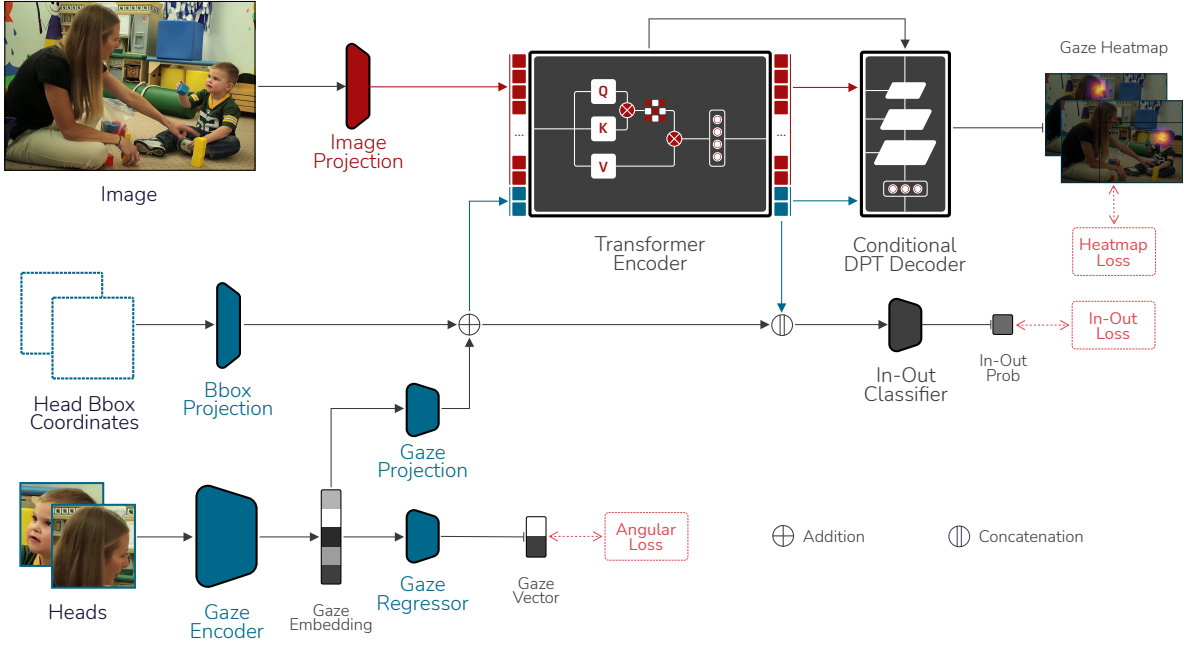 Gaze Heatmap
Q
K
V
...
...
Image
Projection
Image
Transformer
Encoder
Conditional
DPT Decoder
Heatmap
Loss
In-Out
Loss
In-Out
Prob
In-Out
Classifier
Head Bbox
Coordinates
Bbox
Projection
Gaze
Projection
Angular
Loss
Addition
Concatenation
Heads
Gaze
Encoder
Gaze
Embedding
Gaze
Regressor
Gaze
Vector